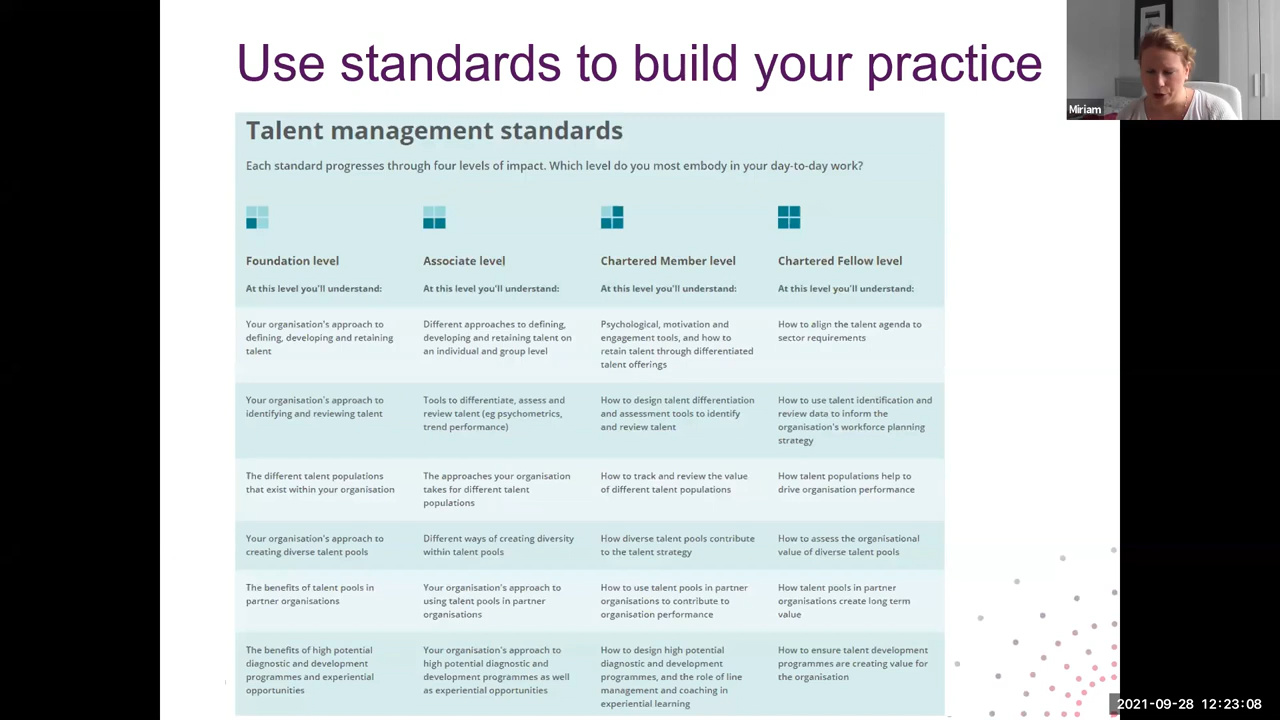 Use standards to build your practice
Miriam
Talent management standards
Each standard progresses through four levels of impact. Which level do you most embody in your day-to-day work?
Foundation level
Associate level
Chartered Member level
Chartered Fellow level
At this level you'll understand:
At this level you'll understand:
At this level you'll understand:
At this level you'll understand:
Your organisation's approach to
defining, developing and retaining
talent
Different approaches to defining,
developing and retaining talent on
an individual and group level
Psychological, motivation and
engagement tools, and how to
retain talent through differentiated
talent offerings
How to align the talent agenda to
sector requirements
Your organisation's approach to
identifying and reviewing talent
Tools to differentiate, assess and
review talent (eg psychometrics,
trend performance)
How to design talent differentiation
and assessment tools to identify
and review talent
How to use talent identification and
review data to inform the
organisation's workforce planning
strategy
The different talent populations
that exist within your organisation
The approaches your organisation
takes for different talent
populations
How to track and review the value
of different talent populations
How talent populations help to
drive organisation performance
Your organisation's approach to
creating diverse talent pools
Different ways of creating diversity
within talent pools
How diverse talent pools contribute
to the talent strategy
How to assess the organisational
value of diverse talent pools
The benefits of talent pools in
partner organisations
Your organisation's approach to
using talent pools in partner
organisations
How to use talent pools in partner
organisations to contribute to
organisation performance
How talent pools in partner
organisations create long term
value
The benefits of high potential
diagnostic and development
programmes and experiential
opportunities
Your organisation's approach to
high potential diagnostic and
development programmes as well
as experiential opportunities
How to design high potential
diagnostic and development
programmes, and the role of line
management and coaching in
experiential learning
How to ensure talent development
programmes are creating value for
the organisation
2021-09-28 12:23:08